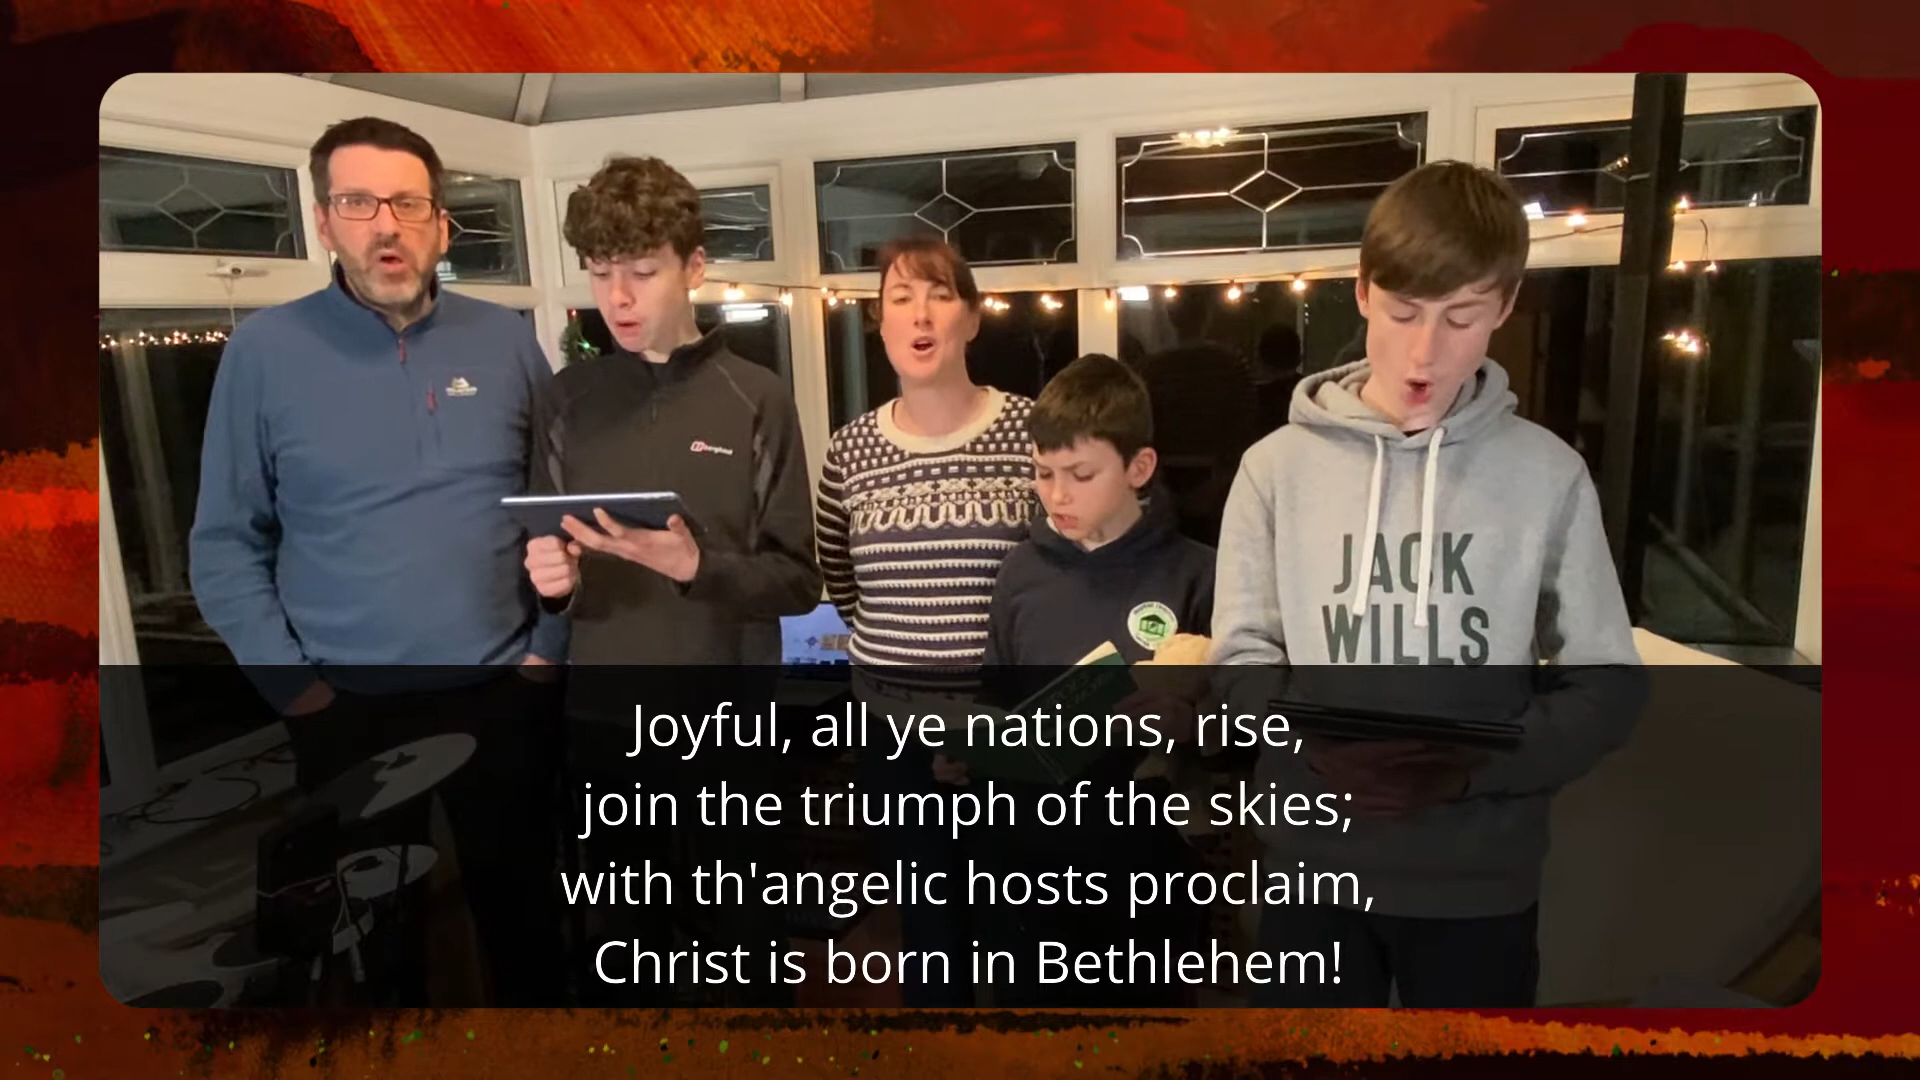 berghaus
JACK
WILLS
Joyful, all ye nations, rise,
join the triumph of the skies;
with th'angelic hosts proclaim,
Christ is born in Bethlehem!